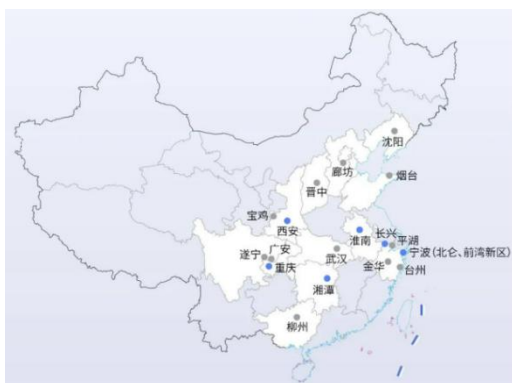 沈阳
廊坊
烟台
晋中
宝鸡
西安
淮南
长兴
平湖
宁波(北仑、前湾新区)
遂宁
广安
重庆
武汉
金华
台州
湘潭
柳州